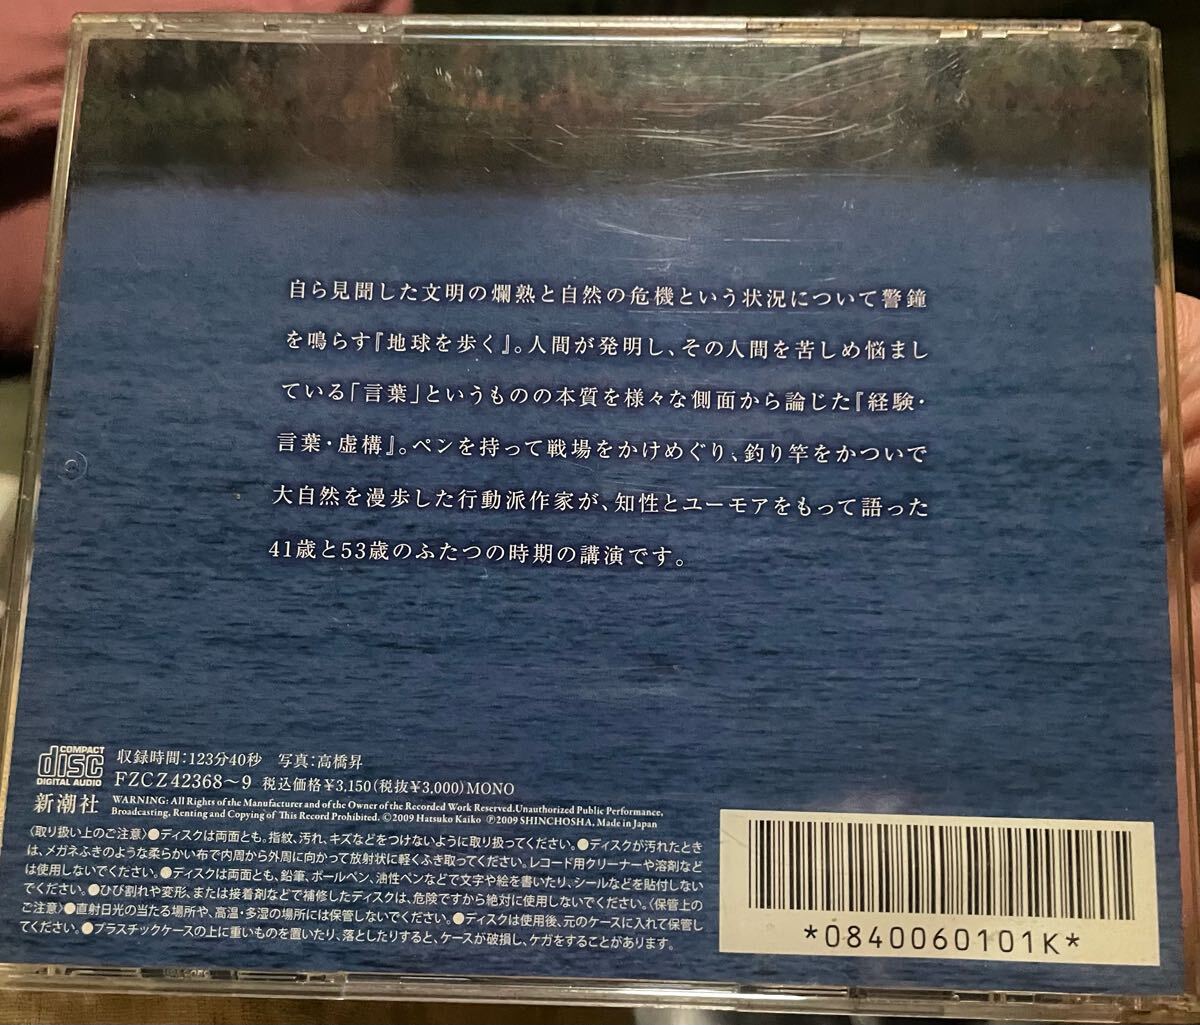 自ら見聞した文明の爛熟と自然の危機という状況について警鐘
を鳴らす『地球を歩く』。人間が発明し、その人間を苦しめ悩まし
ている「言葉」というものの本質を様々な側面から論じた『経験・
言葉・虚構』。ペンを持って戦場をかけめぐり、釣り竿をかついで
大自然を漫歩した行動派作家が、知性とユーモアをもって語った
41歳と53歳のふたつの時期の講演です。
COMPACT
disc
DIGITAL AUDIO
収録時間:123分40秒 写真:高橋昇
FZCZ42368〜9 税込価格¥3,150(税抜¥3,000)MONO
新潮社
WARNING: All Rights of the Manufacturer and of the Owner of the Recorded Work Reserved.Unauthorized Public Performance,
Broadcasting, Renting and Copying of This Record Prohibited. ©2009 Hatsuko Kaiko ℗2009 SHINCHOSHA, Made in Japan
〈取り扱い上のご注意〉●ディスクは両面とも、指紋、汚れ、キズなどをつけないように取り扱ってください。●ディスクが汚れたとき
は、メガネふきのような柔らかい布で内周から外周に向かって放射状に軽くふき取ってください。レコード用クリーナーや溶剤など
は使用しないでください。●ディスクは両面とも、鉛筆、ボールペン、油性ペンなどで文字や絵を書いたり、シールなどを貼付しない
でください。●ひび割れや変形、または接着剤などで補修したディスクは、危険ですから絶対に使用しないでください。〈保管上の
ご注意〉●直射日光の当たる場所や、高温・多湿の場所には保管しないでください。●ディスクは使用後、元のケースに入れて保管し
てください。●プラスチックケースの上に重いものを置いたり、落としたりすると、ケースが破損し、ケガをすることがあります。
*0840060101K*